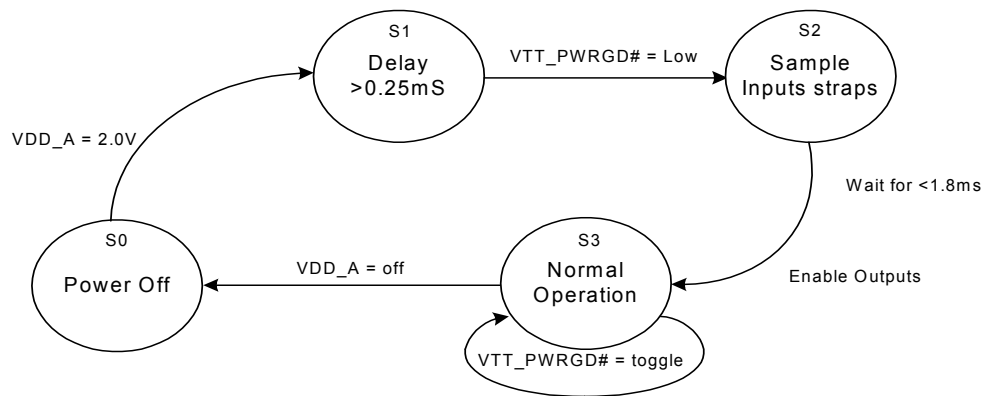 S1
Delay
>0.25mS
VTT_PWRGD# = Low
S2
Sample
Inputs straps
VDD_A = 2.0V
Wait for <1.8ms
S0
Power Off
VDD_A = off
S3
Normal
Operation
Enable Outputs
VTT_PWRGD# = toggle